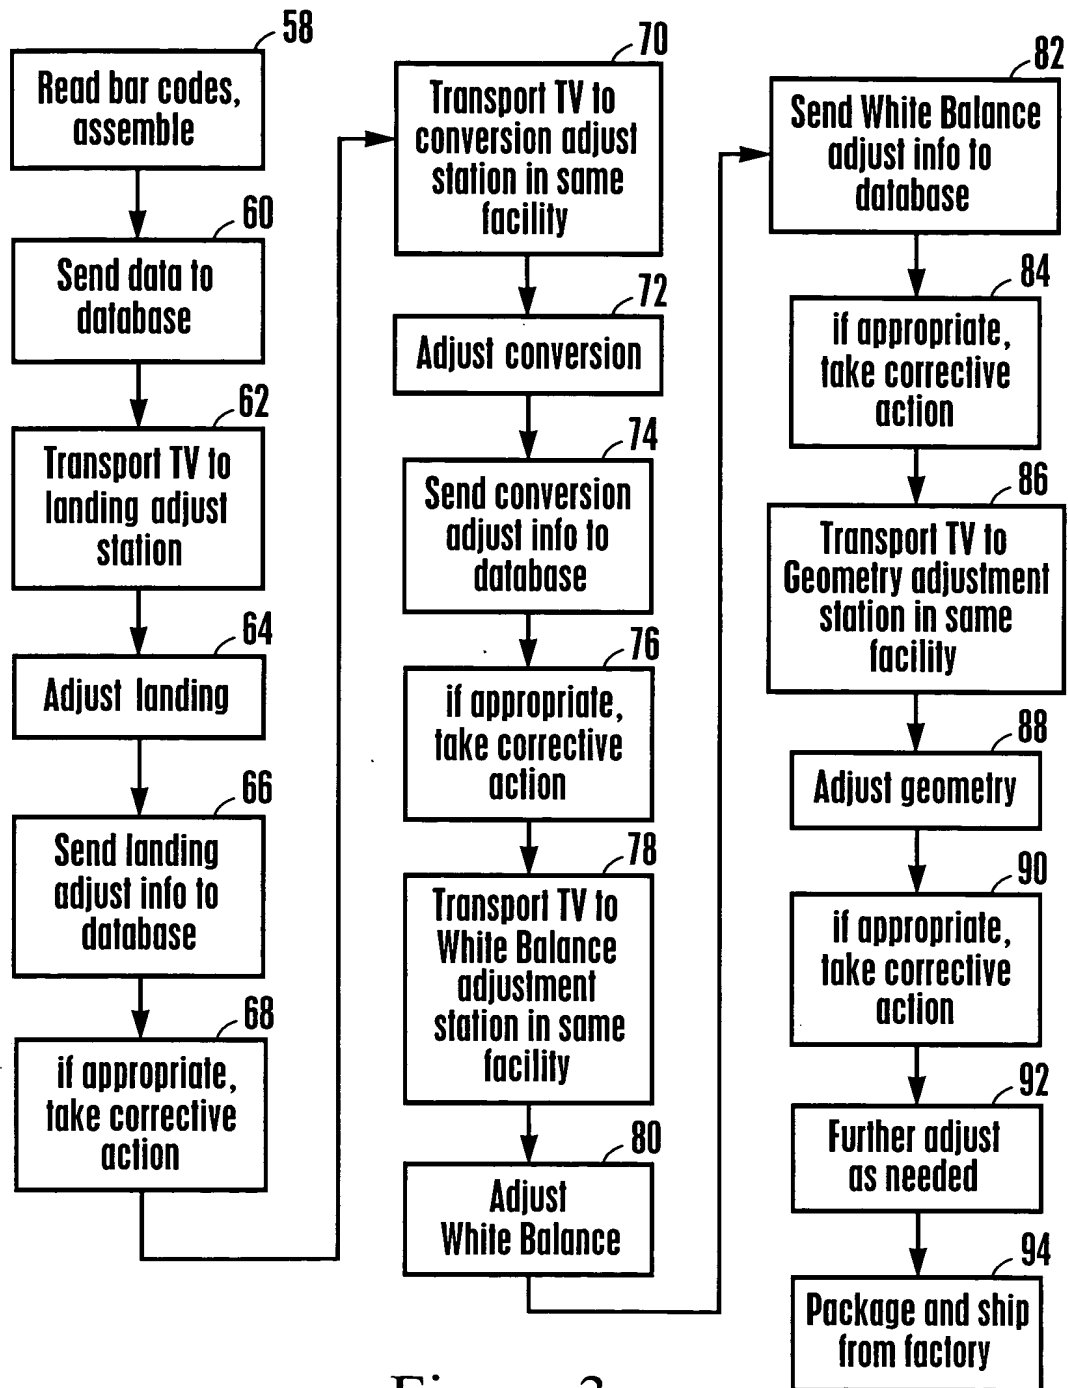 58
Read bar codes,
assemble
60
Send data to
database
62
Transport TV to
landing adjust
station
64
Adjust landing
66
Send landing
adjust info to
database
68
if appropriate,
take corrective
action
70
Transport TV to
conversion adjust
station in same
facility
72
Adjust conversion
74
Send conversion
adjust info to
database
76
if appropriate,
take corrective
action
78
Transport TV to
White Balance
adjustment
station in same
facility
80
Adjust
White Balance
82
Send White Balance
adjust info to
database
84
if appropriate,
take corrective
action
86
Transport TV to
Geometry adjustment
station in same
facility
88
Adjust geometry
90
if appropriate,
take corrective
action
92
Further adjust
as needed
94
Package and ship
from factory